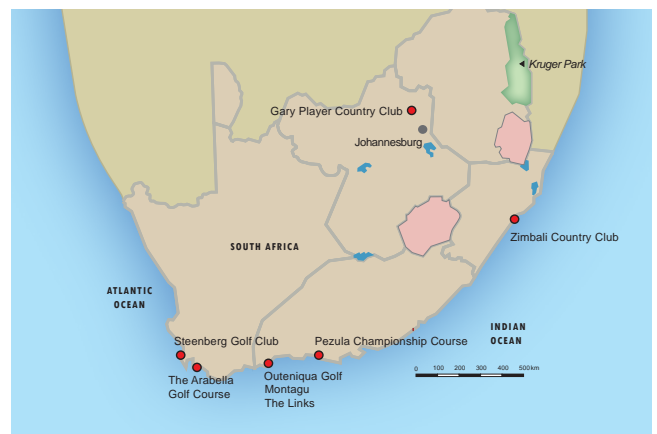 Kruger Park
Gary Player Country Club
Johannesburg
Zimbali Country Club
SOUTH AFRICA
ATLANTIC
OCEAN
INDIAN
OCEAN
Steenberg Golf Club
Pezula Championship Course
The Arabella
Golf Course
Outeniqua Golf
Montagu
The Links
0 100 200 300 400 500km